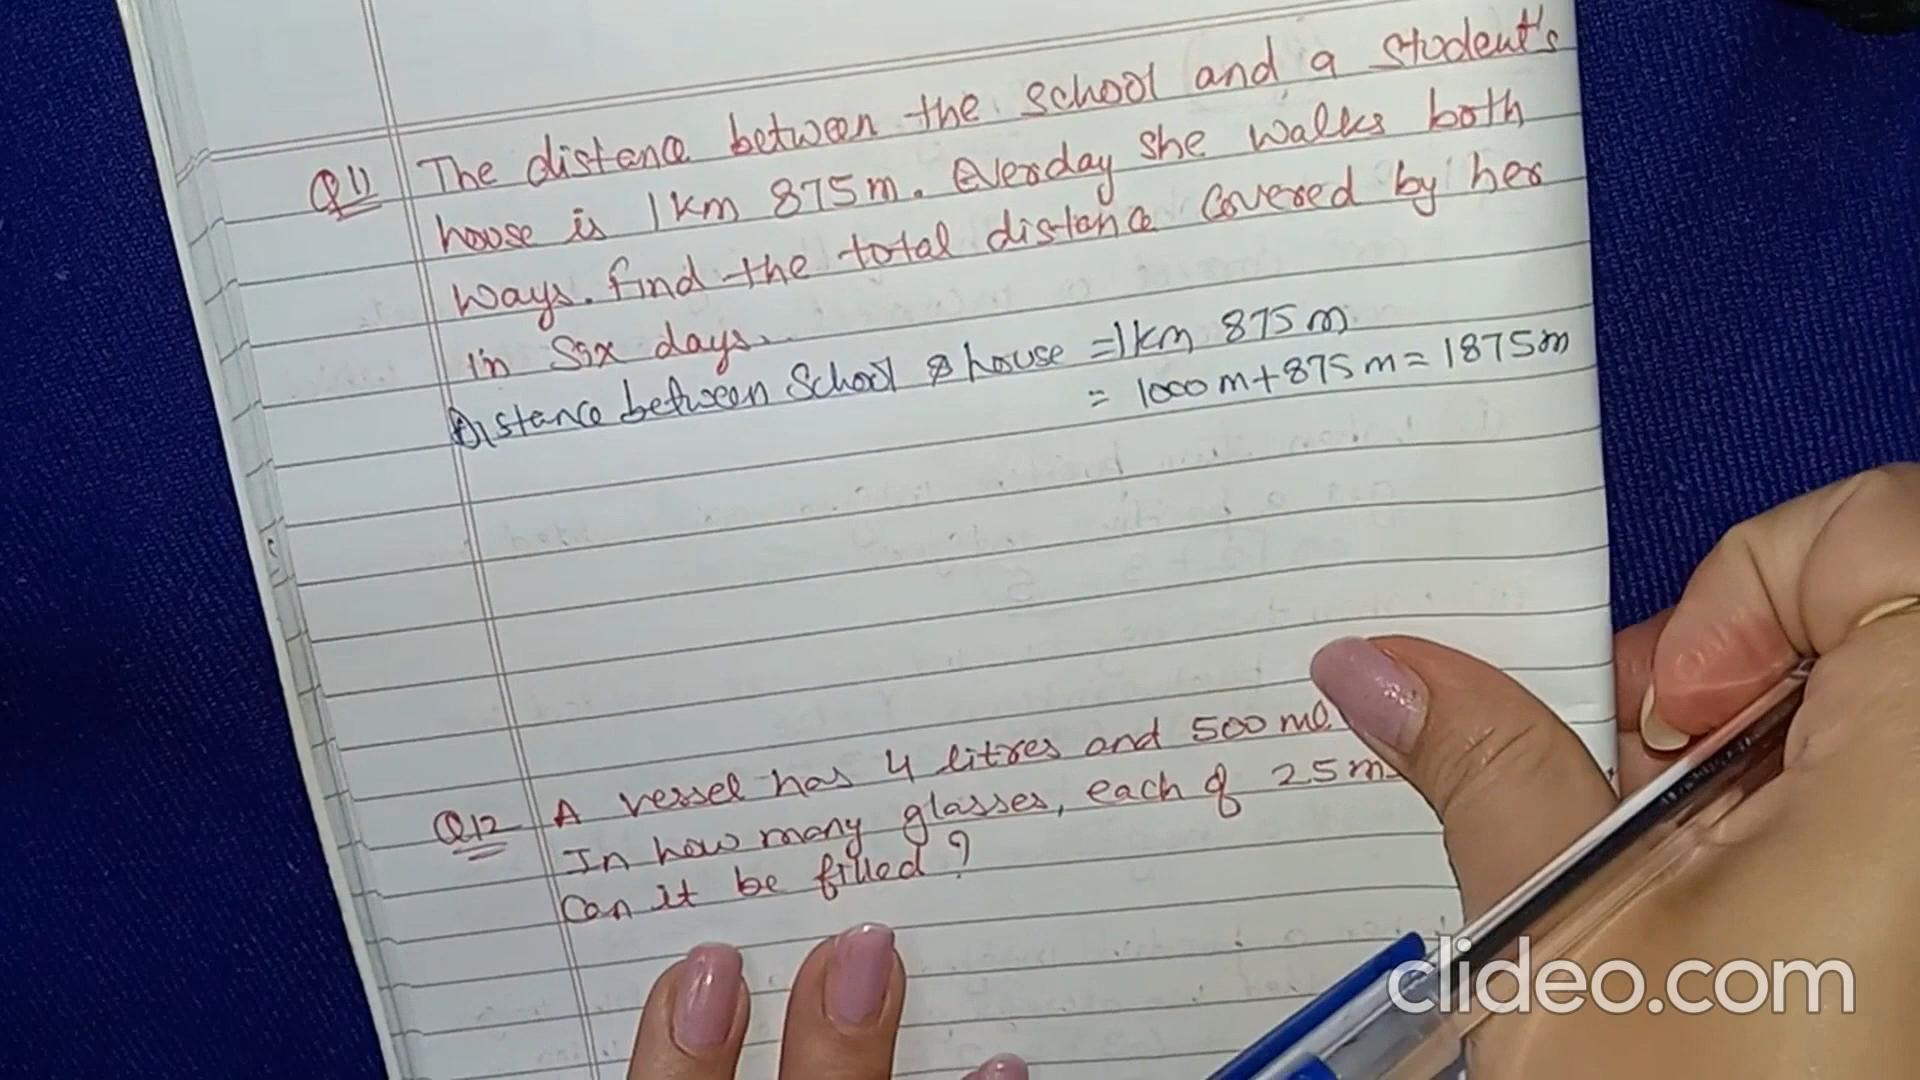 Q11 The distance between the school and a student's
house is 1 km 875 m. Everday she walks both
ways. find the total distance covered by her
in Six days.
Distance between School & house = 1 km 875 m
= 1000 m + 875 m = 1875 m
Q12 A vessel has 4 litres and 500 ml
In how many glasses, each of 25 m
Can it be filled?
clideo.com